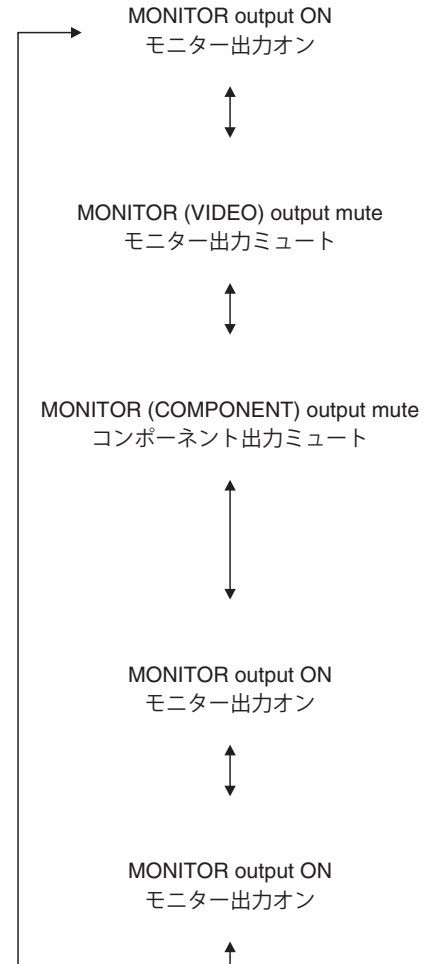 MONITOR output ON
モニター出力オン
MONITOR (VIDEO) output mute
モニター出力ミュート
MONITOR (COMPONENT) output mute
コンポーネント出力ミュート
MONITOR output ON
モニター出力オン
MONITOR output ON
モニター出力オン